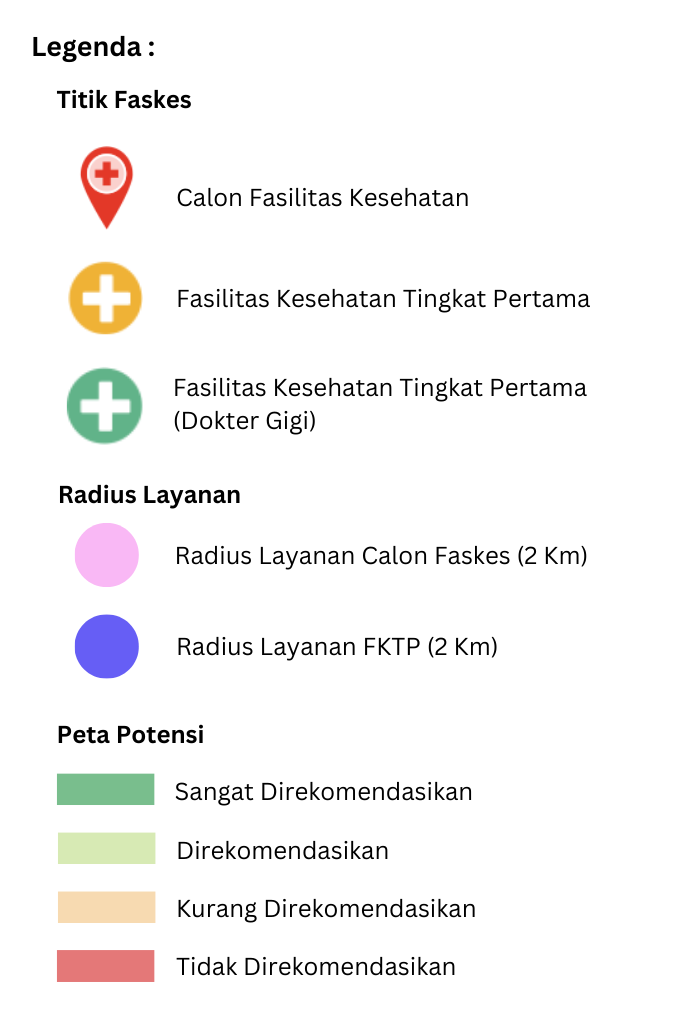 Legenda :
Titik Faskes
Calon Fasilitas Kesehatan
Fasilitas Kesehatan Tingkat Pertama
Fasilitas Kesehatan Tingkat Pertama
(Dokter Gigi)
Radius Layanan
Radius Layanan Calon Faskes (2 Km)
Radius Layanan FKTP (2 Km)
Peta Potensi
Sangat Direkomendasikan
Direkomendasikan
Kurang Direkomendasikan
Tidak Direkomendasikan